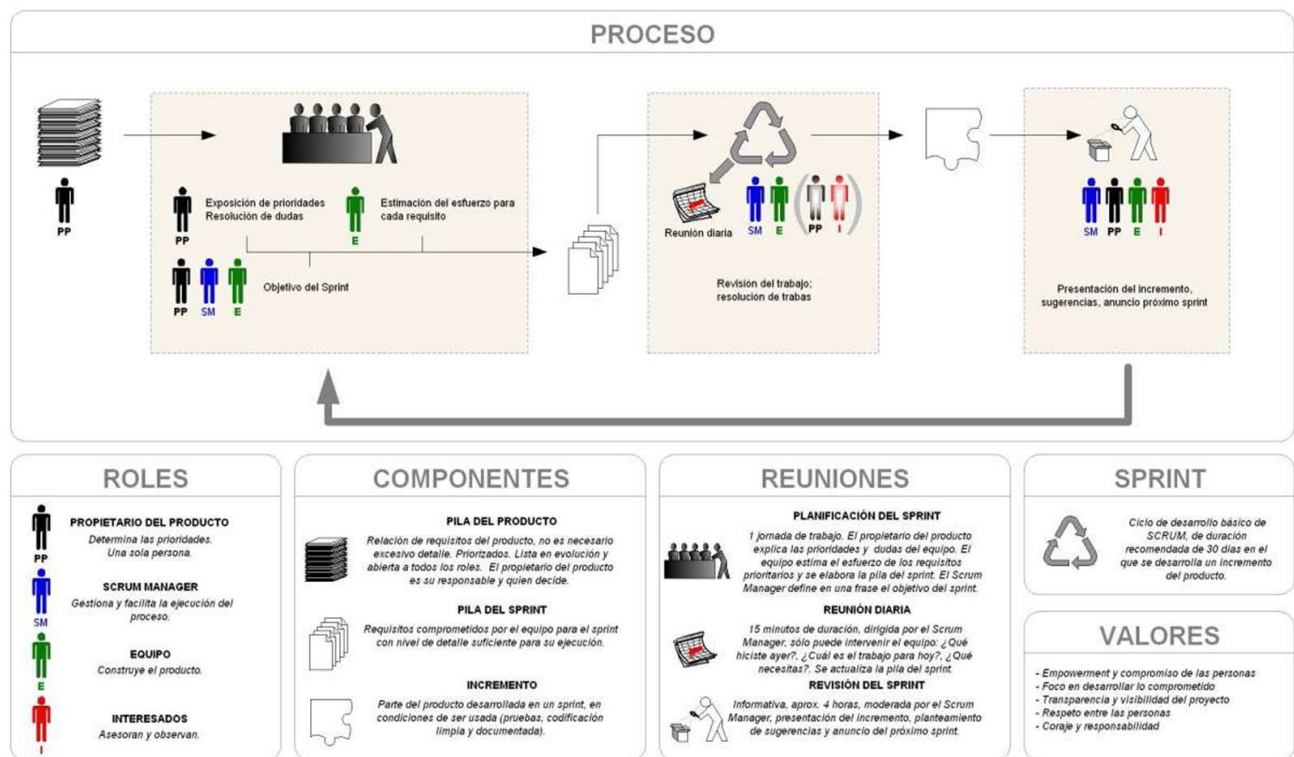 PROCESO
PP
Exposición de prioridades
Resolución de dudas
PP
Estimación del esfuerzo para
cada requisito
E
Objetivo del Sprint
PP SM E
Reunión diaria
SM E ( PP I )
Revisión del trabajo;
resolución de trabas
SM PP E I
Presentación del incremento,
sugerencias, anuncio próximo sprint
ROLES
PROPIETARIO DEL PRODUCTO
Determina las prioridades.
Una sola persona.
PP
SCRUM MANAGER
Gestiona y facilita la ejecución del
proceso.
SM
EQUIPO
Construye el producto.
E
INTERESADOS
Asesoran y observan.
I
COMPONENTES
PILA DEL PRODUCTO
Relación de requisitos del producto, no es necesario
excesivo detalle. Priorizados. Lista en evolución y
abierta a todos los roles. El propietario del producto
es su responsable y quien decide.
PILA DEL SPRINT
Requisitos comprometidos por el equipo para el sprint
con nivel de detalle suficiente para su ejecución.
INCREMENTO
Parte del producto desarrollada en un sprint, en
condiciones de ser usada (pruebas, codificación
limpia y documentada).
REUNIONES
PLANIFICACIÓN DEL SPRINT
1 jornada de trabajo. El propietario del producto
explica las prioridades y dudas del equipo. El
equipo estima el esfuerzo de los requisitos
prioritarios y se elabora la pila del sprint. El Scrum
Manager define en una frase el objetivo del sprint.
REUNIÓN DIARIA
15 minutos de duración, dirigida por el Scrum
Manager, sólo puede intervenir el equipo: ¿Qué
hiciste ayer?, ¿Cuál es el trabajo para hoy?, ¿Qué
necesitas?. Se actualiza la pila del sprint.
REVISIÓN DEL SPRINT
Informativa, aprox. 4 horas, moderada por el Scrum
Manager, presentación del incremento, planteamiento
de sugerencias y anuncio del próximo sprint.
SPRINT
Ciclo de desarrollo básico de
SCRUM, de duración
recomendada de 30 días en el
que se desarrolla un incremento
del producto.
VALORES
- Empowerment y compromiso de las personas
- Foco en desarrollar lo comprometido
- Transparencia y visibilidad del proyecto
- Respeto entre las personas
- Coraje y responsabilidad